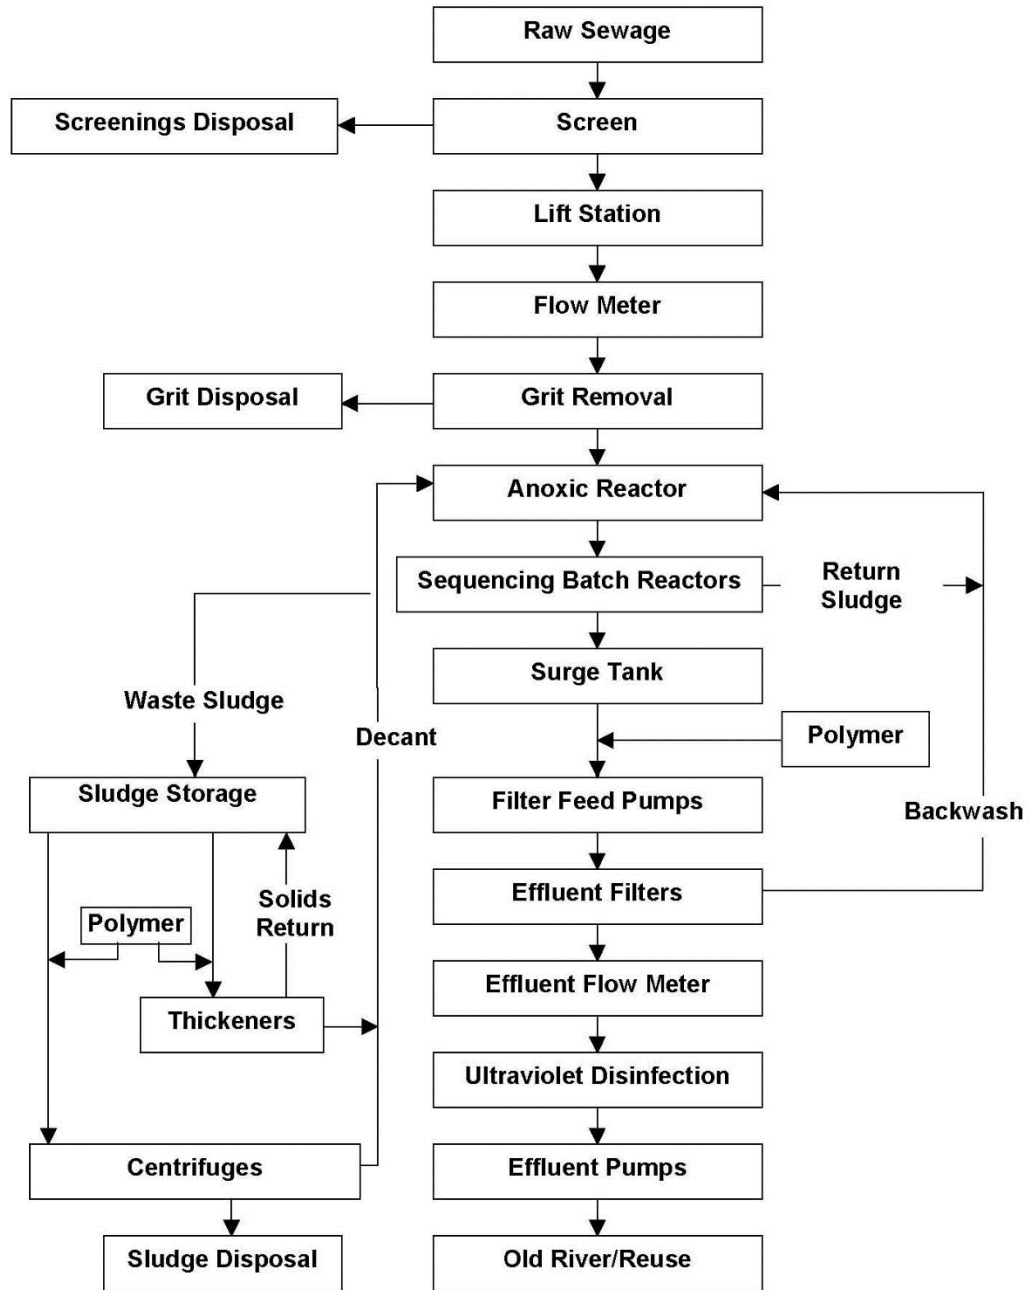 Raw Sewage
Screenings Disposal
Screen
Lift Station
Flow Meter
Grit Disposal
Grit Removal
Anoxic Reactor
Sequencing Batch Reactors
Return
Sludge
Surge Tank
Waste Sludge
Decant
Polymer
Sludge Storage
Filter Feed Pumps
Backwash
Effluent Filters
Solids
Return
Polymer
Effluent Flow Meter
Thickeners
Ultraviolet Disinfection
Centrifuges
Effluent Pumps
Sludge Disposal
Old River/Reuse